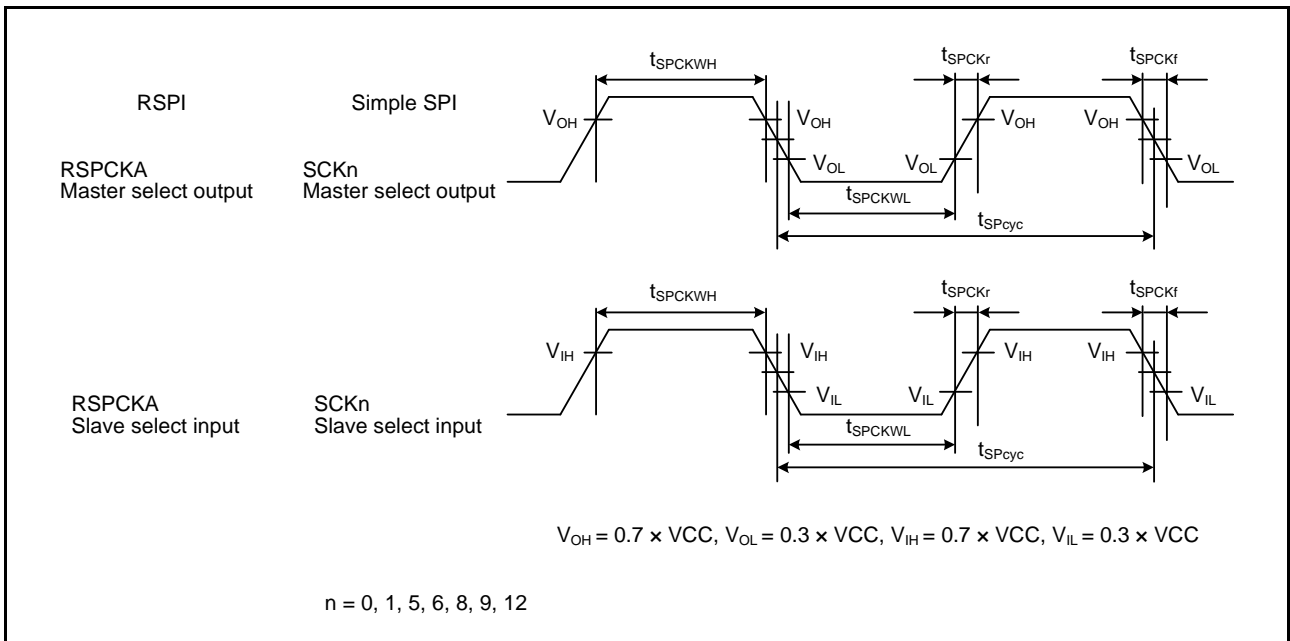 tSPCKWH
tSPCKr
tSPCKf
RSPI
Simple SPI
VOH
VOH
VOH
VOH
RSPCKA
Master select output
SCKn
Master select output
VOL
VOL
VOL
tSPCKWL
tSPcyc
tSPCKWH
tSPCKr
tSPCKf
VIH
VIH
VIH
VIH
RSPCKA
Slave select input
SCKn
Slave select input
VIL
VIL
VIL
tSPCKWL
tSPcyc
VOH = 0.7 × VCC, VOL = 0.3 × VCC, VIH = 0.7 × VCC, VIL = 0.3 × VCC
n = 0, 1, 5, 6, 8, 9, 12